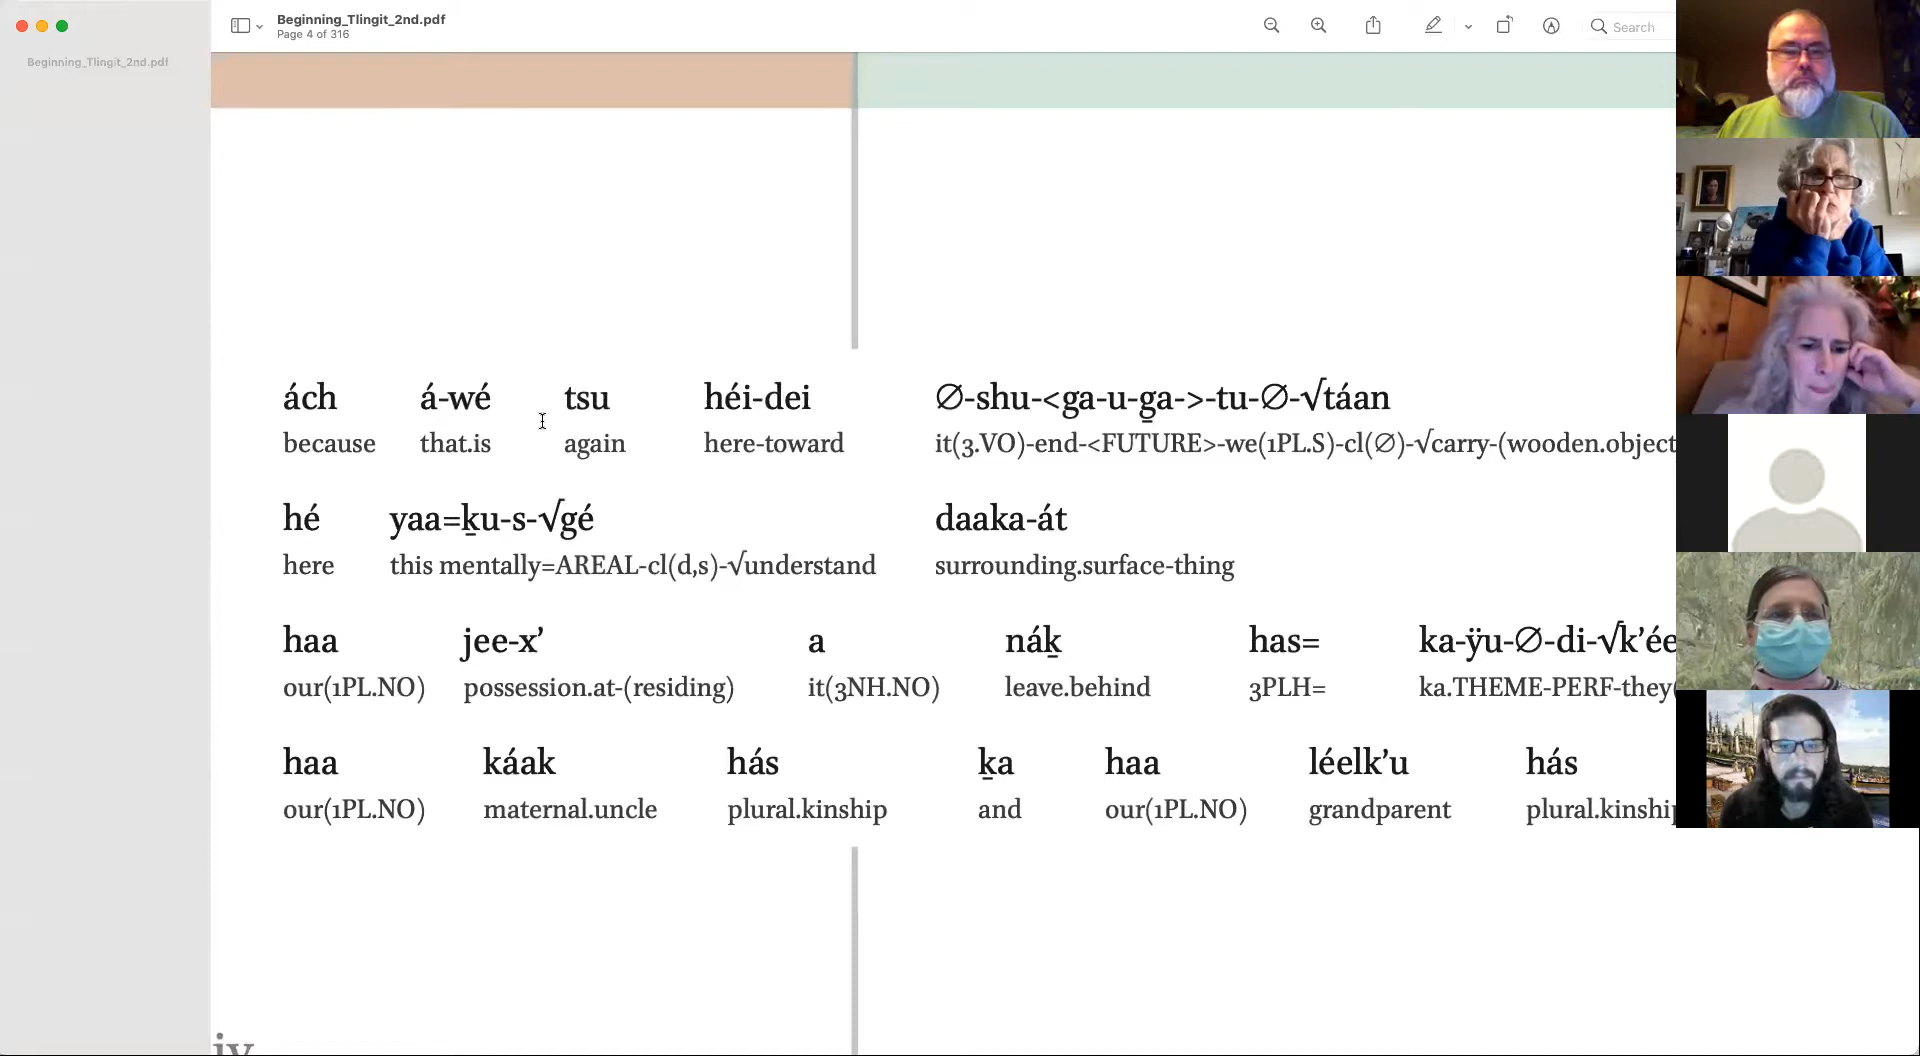 Beginning_Tlingit_2nd.pdf
Page 4 of 316
Search
Beginning_Tlingit_2nd.pdf
ách á-wé tsu héi-dei ∅-shu-<ga-u-g̱a->-tu-∅-√táan
because that.is again here-toward it(3.VO)-end-<FUTURE>-we(1PL.S)-cl(∅)-√carry-(wooden.object
hé yaa=ḵu-s-√gé daaka-át
here this mentally=AREAL-cl(d,s)-√understand surrounding.surface-thing
haa jee-x’ a náḵ has= ka-ÿu-∅-di-√k’ée
our(1PL.NO) possession.at-(residing) it(3NH.NO) leave.behind 3PLH= ka.THEME-PERF-they(
haa káak hás ḵa haa léelk’u hás
our(1PL.NO) maternal.uncle plural.kinship and our(1PL.NO) grandparent plural.kinship
iv